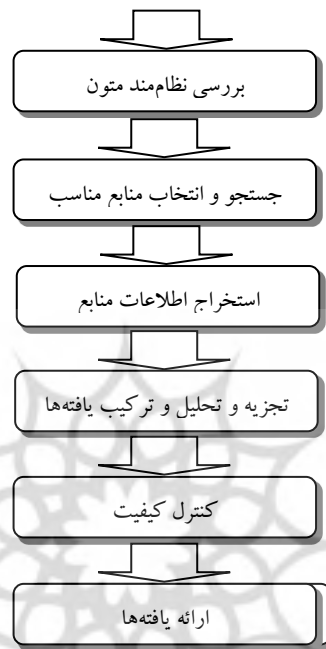 بررسی نظام‌مند متون
جستجو و انتخاب منابع مناسب
استخراج اطلاعات منابع
تجزیه و تحلیل و ترکیب یافته‌ها
کنترل کیفیت
ارائه یافته‌ها